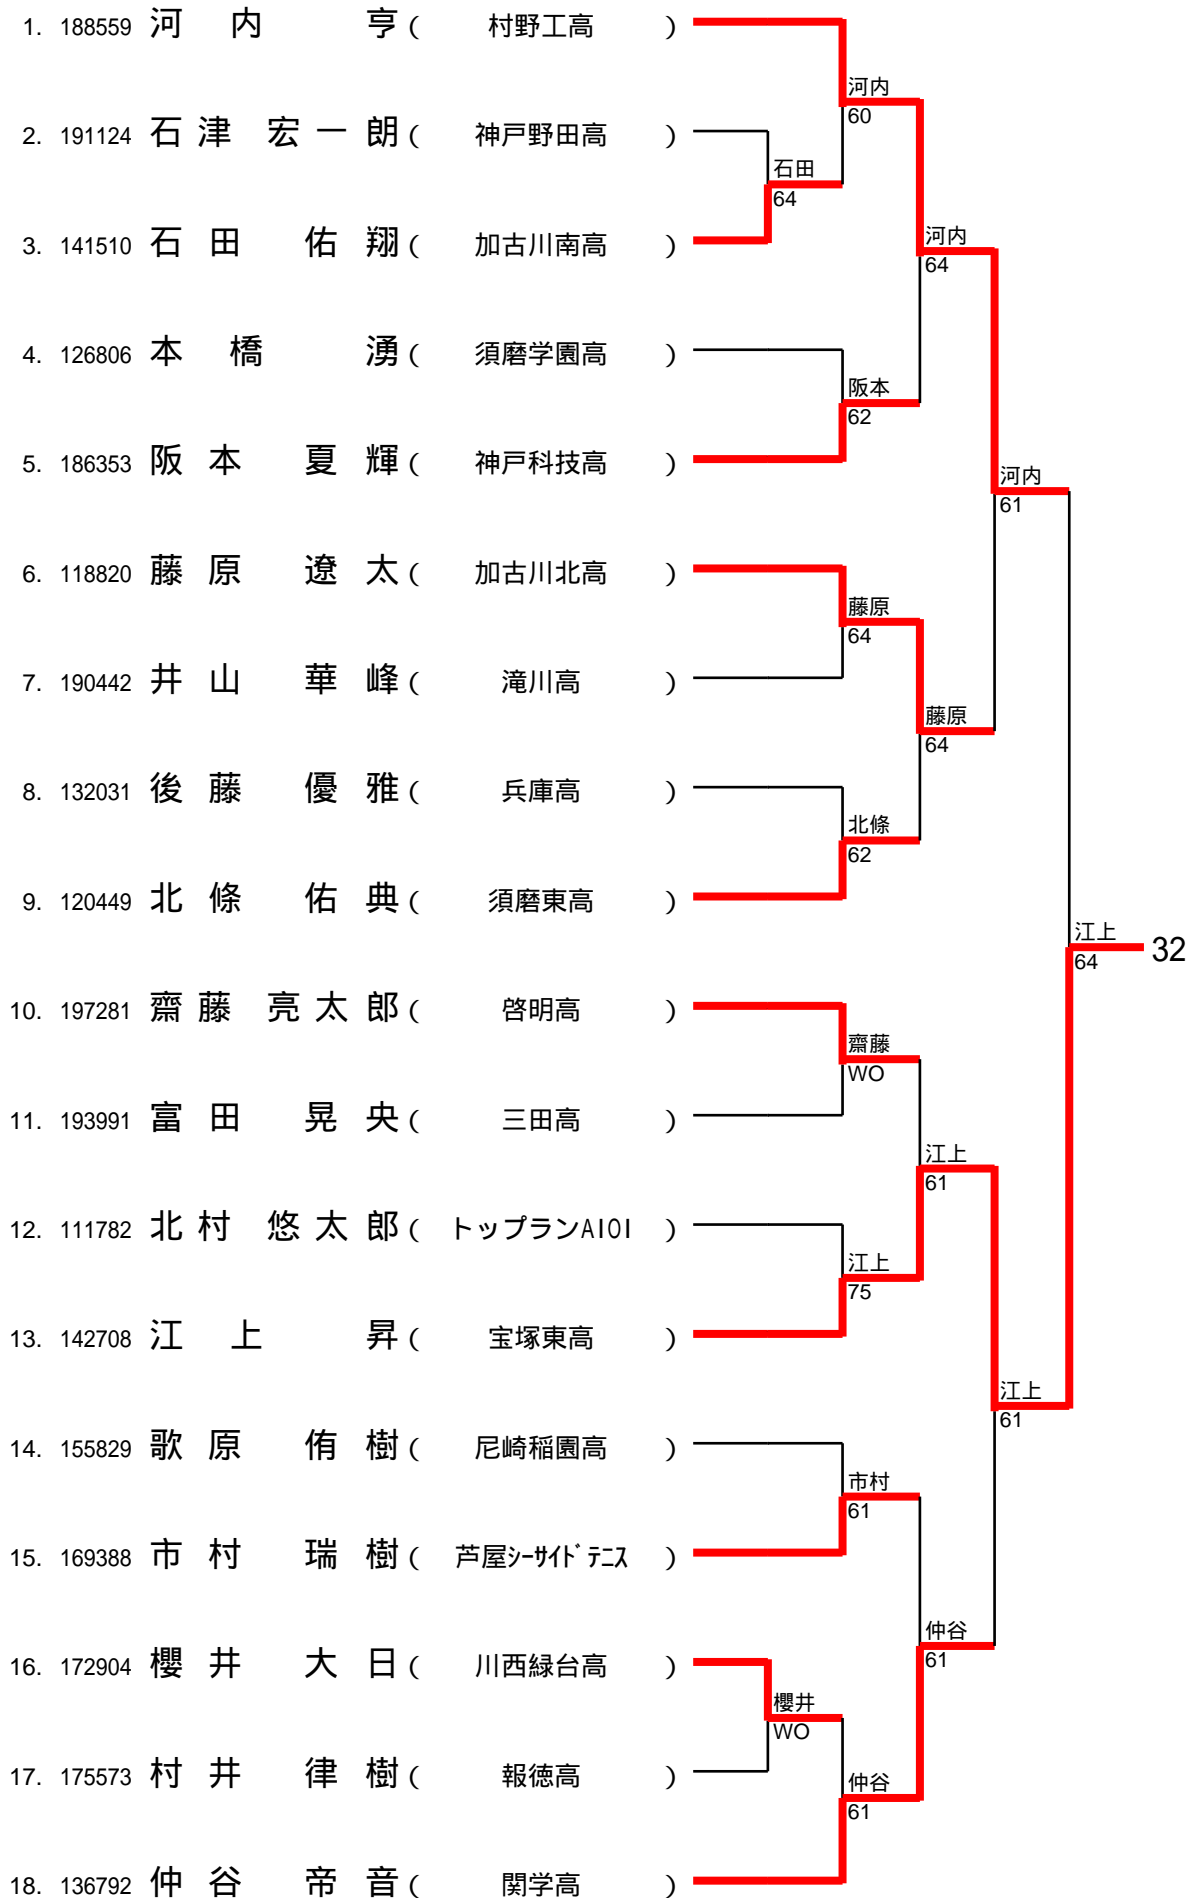 1. 188559 河内 亨 ( 村野工高 )
河内
60
2. 191124 石津 宏一朗 ( 神戸野田高 )
石田
64
3. 141510 石田 佑翔 ( 加古川南高 )
河内
64
4. 126806 本橋 湧 ( 須磨学園高 )
阪本
62
5. 186353 阪本 夏輝 ( 神戸科技高 )
河内
61
6. 118820 藤原 遼太 ( 加古川北高 )
藤原
64
7. 190442 井山 華峰 ( 滝川高 )
藤原
64
8. 132031 後藤 優雅 ( 兵庫高 )
北條
62
9. 120449 北條 佑典 ( 須磨東高 )
江上
64
32
10. 197281 齋藤 亮太郎 ( 啓明高 )
齋藤
WO
11. 193991 富田 晃央 ( 三田高 )
江上
61
12. 111782 北村 悠太郎 ( トップランAIOI )
江上
75
13. 142708 江上 昇 ( 宝塚東高 )
江上
61
14. 155829 歌原 侑樹 ( 尼崎稲園高 )
市村
61
15. 169388 市村 瑞樹 ( 芦屋シーサイドテニス )
仲谷
61
16. 172904 櫻井 大日 ( 川西緑台高 )
櫻井
WO
17. 175573 村井 律樹 ( 報徳高 )
仲谷
61
18. 136792 仲谷 帝音 ( 関学高 )